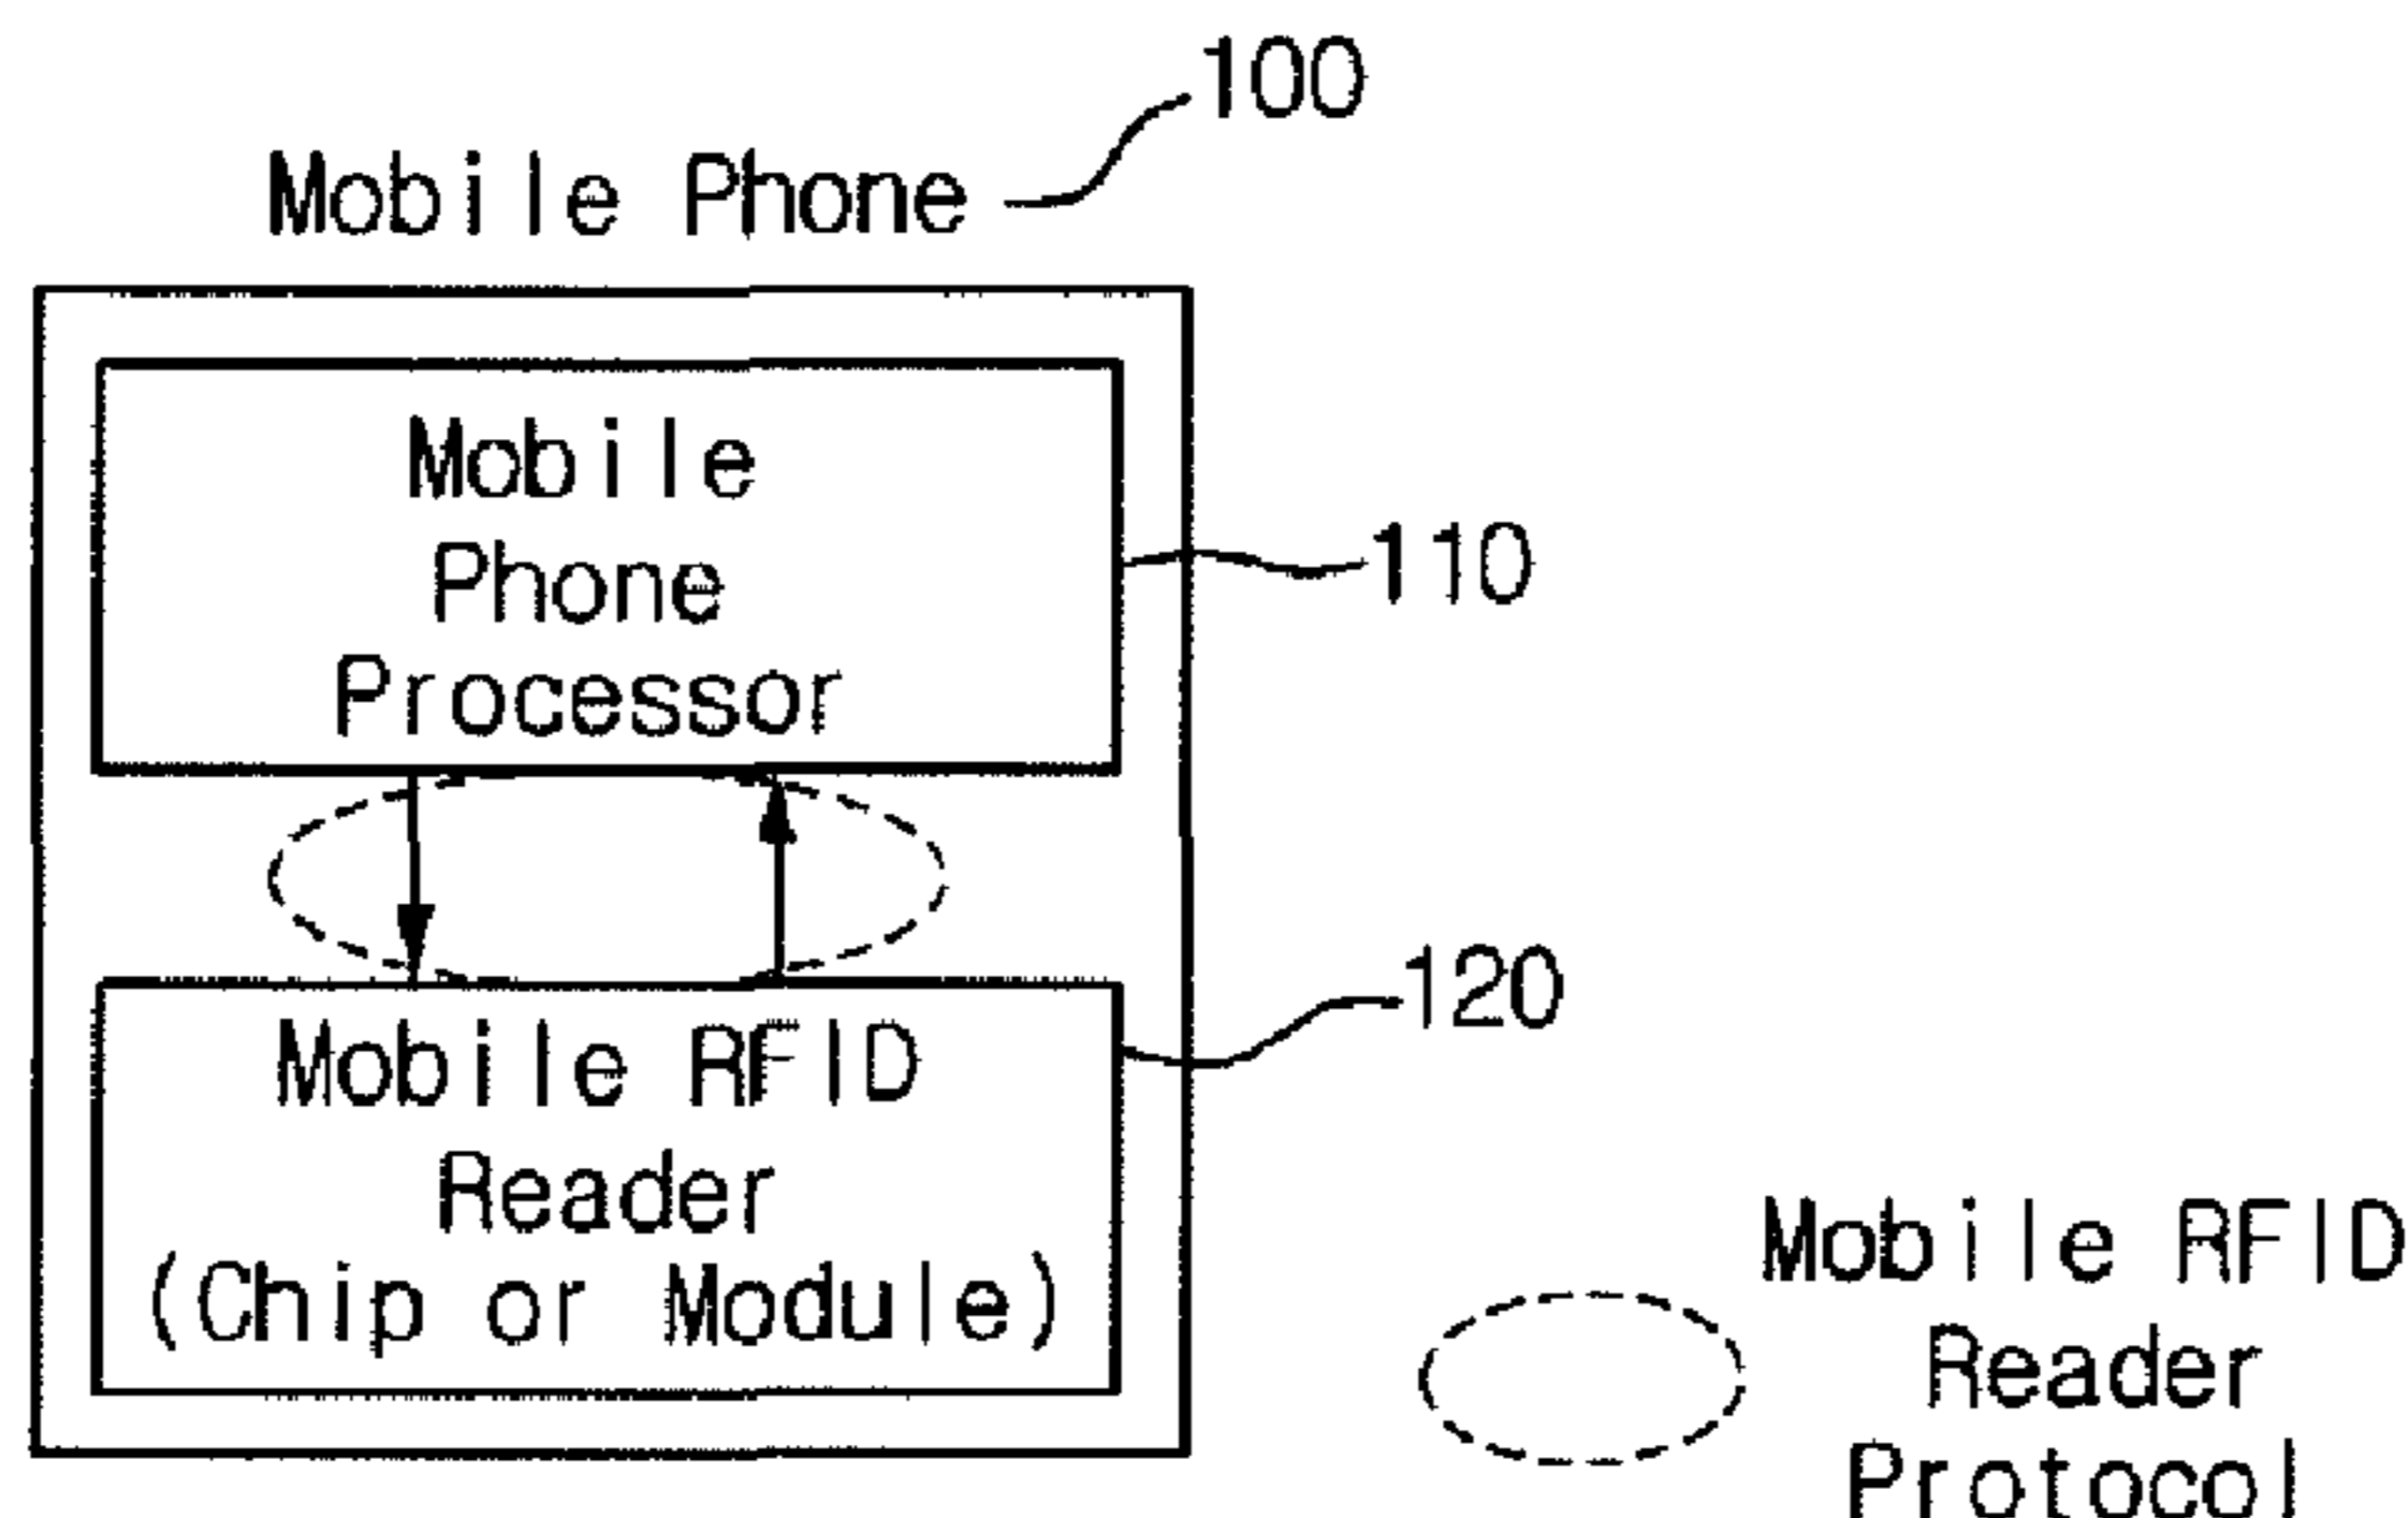 100
Mobile Phone
Mobile
Phone
Processor
110
120
Mobile RFID
Reader
(Chip or Module)
Mobile RFID
Reader
Protocol